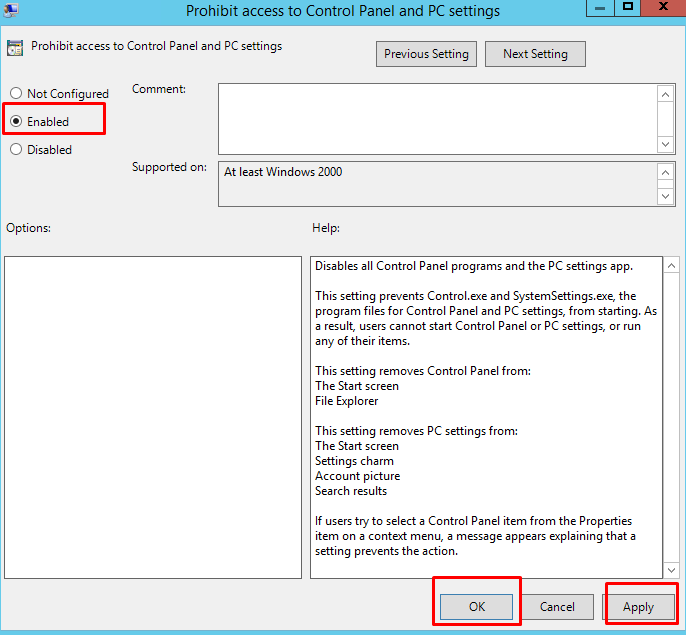 Prohibit access to Control Panel and PC settings
Prohibit access to Control Panel and PC settings
Previous Setting
Next Setting
Not Configured
Comment:
Enabled
Disabled
Supported on:
At least Windows 2000
Options:
Help:
Disables all Control Panel programs and the PC settings app.
This setting prevents Control.exe and SystemSettings.exe, the
program files for Control Panel and PC settings, from starting. As
a result, users cannot start Control Panel or PC settings, or run
any of their items.
This setting removes Control Panel from:
The Start screen
File Explorer
This setting removes PC settings from:
The Start screen
Settings charm
Account picture
Search results
If users try to select a Control Panel item from the Properties
item on a context menu, a message appears explaining that a
setting prevents the action.
OK
Cancel
Apply